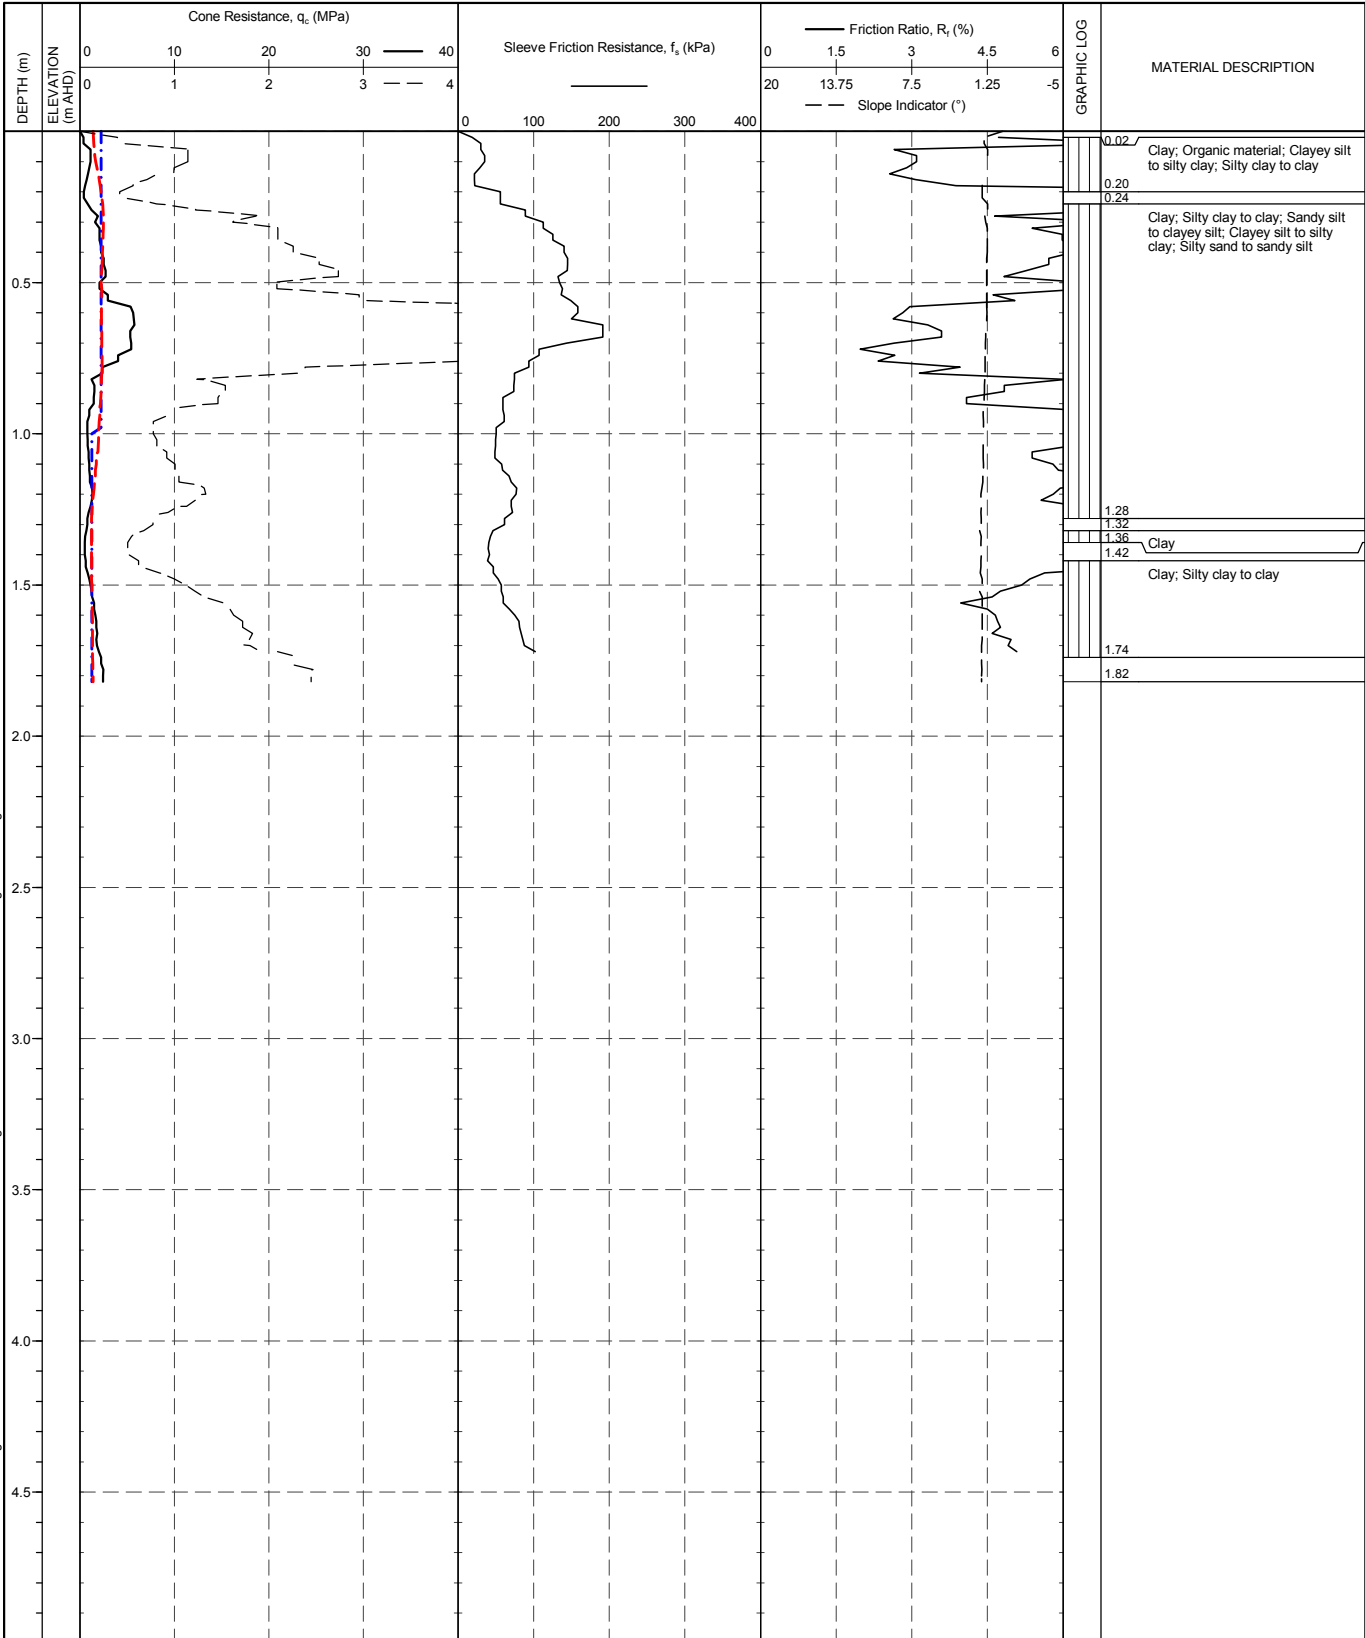 Cone Resistance, qc (MPa)
0 10 20 30 40
0 1 2 3 4
Sleeve Friction Resistance, fs (kPa)
0 100 200 300 400
Friction Ratio, Rf (%)
0 1.5 3 4.5 6
20 13.75 7.5 1.25 -5
Slope Indicator (°)
DEPTH (m)
ELEVATION
(m AHD)
GRAPHIC LOG
MATERIAL DESCRIPTION
0.02
Clay; Organic material; Clayey silt
to silty clay; Silty clay to clay
0.20
0.24
Clay; Silty clay to clay; Sandy silt
to clayey silt; Clayey silt to silty
clay; Silty sand to sandy silt
0.5
1.0
1.28
1.32
1.36
Clay
1.42
1.5
Clay; Silty clay to clay
1.74
1.82
2.0
2.5
3.0
3.5
4.0
4.5